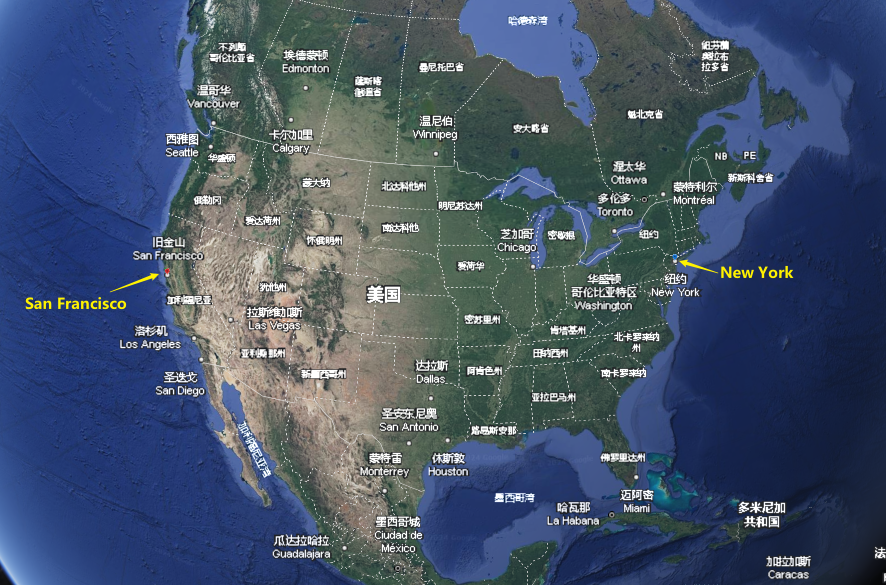 哈德森湾
不列颠
哥伦比亚省
埃德蒙顿
Edmonton
曼尼托巴省
萨斯喀
彻温省
纽芬兰
与拉布
拉多省
温哥华
Vancouver
卡尔加里
Calgary
温尼伯
Winnipeg
安大略省
魁北克省
西雅图
Seattle
华盛顿
NB
PE
新斯科舍省
渥太华
Ottawa
蒙特利尔
Montréal
多伦多
Toronto
俄勒冈
蒙大纳
北达科他州
明尼苏达州
爱达荷州
南达科他
怀俄明州
芝加哥
Chicago
密歇根
纽约
旧金山
San Francisco
爱荷华
New York
San Francisco
加利福尼亚
犹他州
美国
华盛顿
哥伦比亚特区
Washington
纽约
New York
拉斯维加斯
Las Vegas
密苏里州
肯塔基州
北卡罗来纳
州
洛杉矶
Los Angeles
亚利桑那州
新墨西哥州
达拉斯
Dallas
阿肯色州
田纳西州
南卡罗来纳
圣迭戈
San Diego
亚拉巴马州
圣安东尼奥
San Antonio
路易斯安那
加利福尼亚湾
蒙特雷
Monterrey
休斯敦
Houston
佛罗里达州
墨西哥湾
迈阿密
Miami
哈瓦那
La Habana
多米尼加
共和国
墨西哥城
Ciudad de
México
瓜达拉哈拉
Guadalajara
加拉加斯
Caracas
法